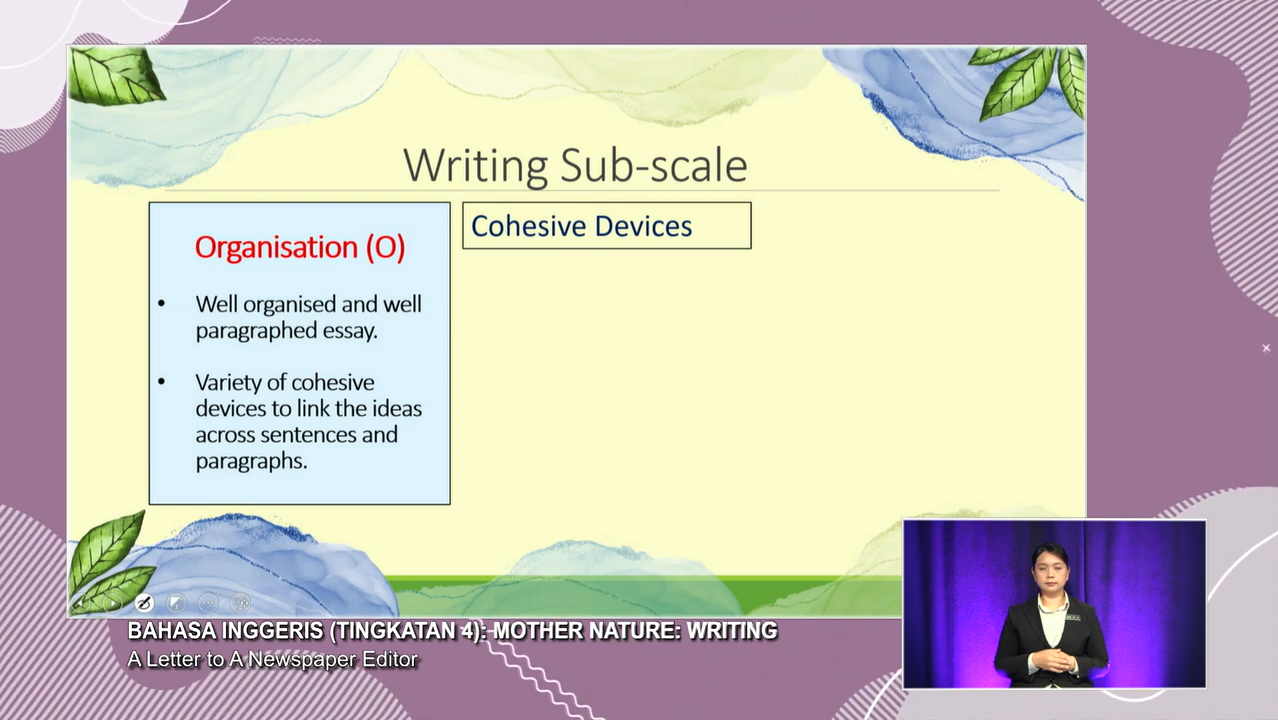 Writing Sub-scale
Organisation (O)
• Well organised and well
paragraphed essay.
• Variety of cohesive
devices to link the ideas
across sentences and
paragraphs.
Cohesive Devices
BAHASA INGGERIS (TINGKATAN 4): MOTHER NATURE: WRITING
A Letter to A Newspaper Editor